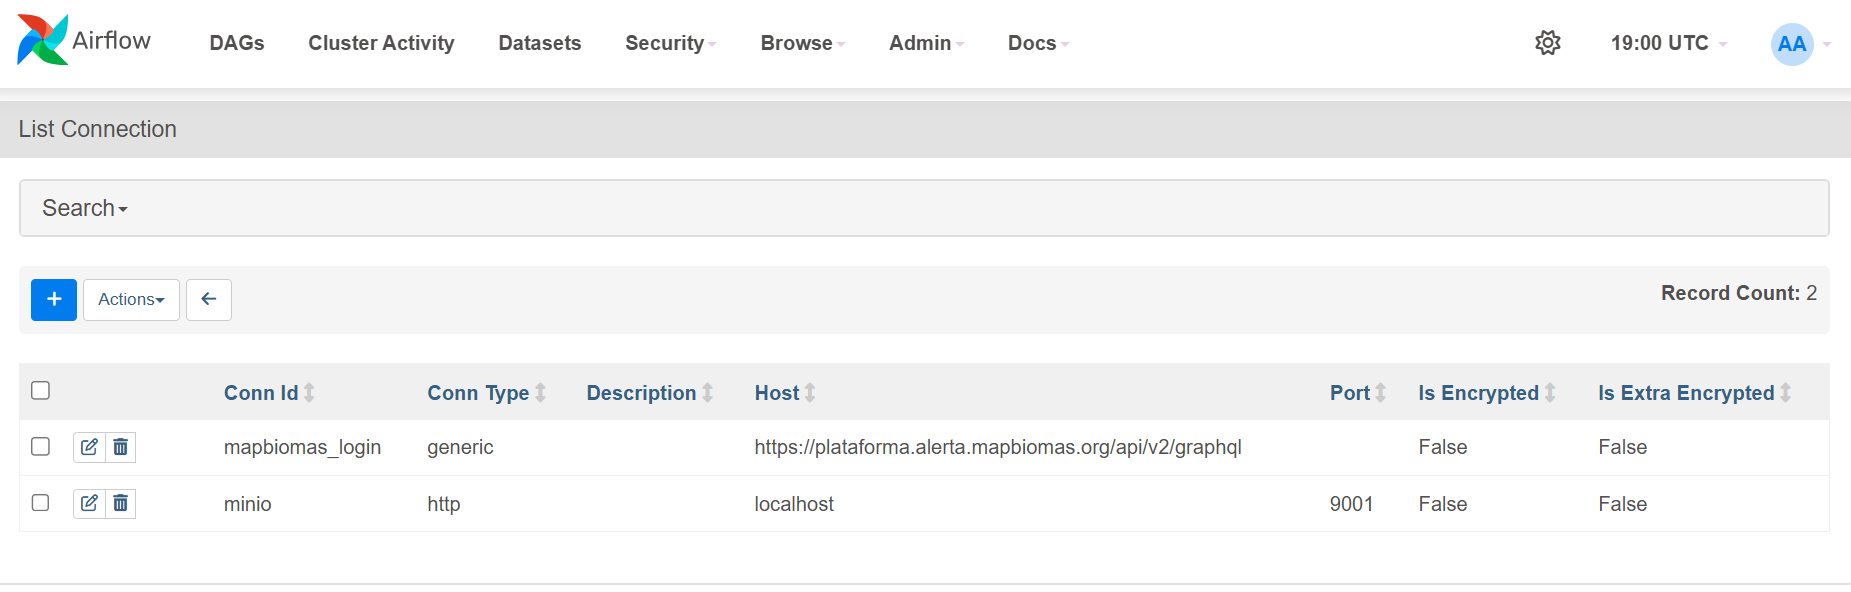 Airflow DAGs Cluster Activity Datasets Security Browse Admin Docs 19:00 UTC AA
List Connection
Search
+ Actions ← Record Count: 2
Conn Id Conn Type Description Host Port Is Encrypted Is Extra Encrypted
mapbiomas_login generic https://plataforma.alerta.mapbiomas.org/api/v2/graphql False False
minio http localhost 9001 False False